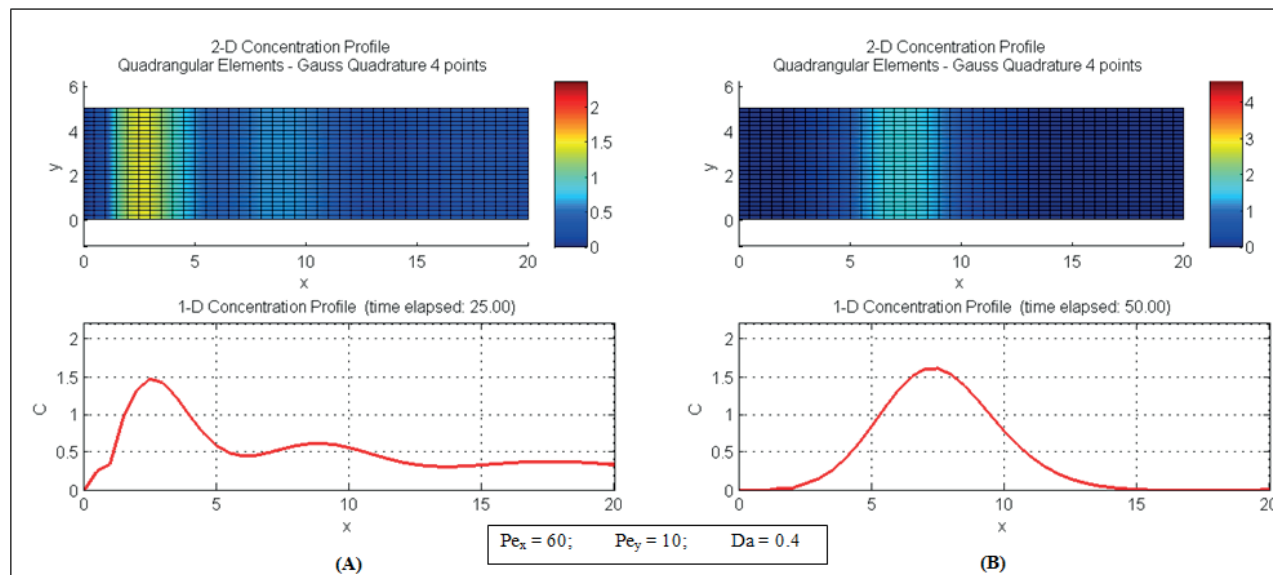 2-D Concentration Profile
Quadrangular Elements - Gauss Quadrature 4 points
6
4
2
0
y
0 5 10 15 20
x
2
1.5
1
0.5
0
1-D Concentration Profile (time elapsed: 25.00)
2
1.5
1
0.5
0
C
0 5 10 15 20
x
(A)
2-D Concentration Profile
Quadrangular Elements - Gauss Quadrature 4 points
6
4
2
0
y
0 5 10 15 20
x
4
3
2
1
0
1-D Concentration Profile (time elapsed: 50.00)
2
1.5
1
0.5
0
C
0 5 10 15 20
x
(B)
Peₓ = 60; Pey = 10; Da = 0.4